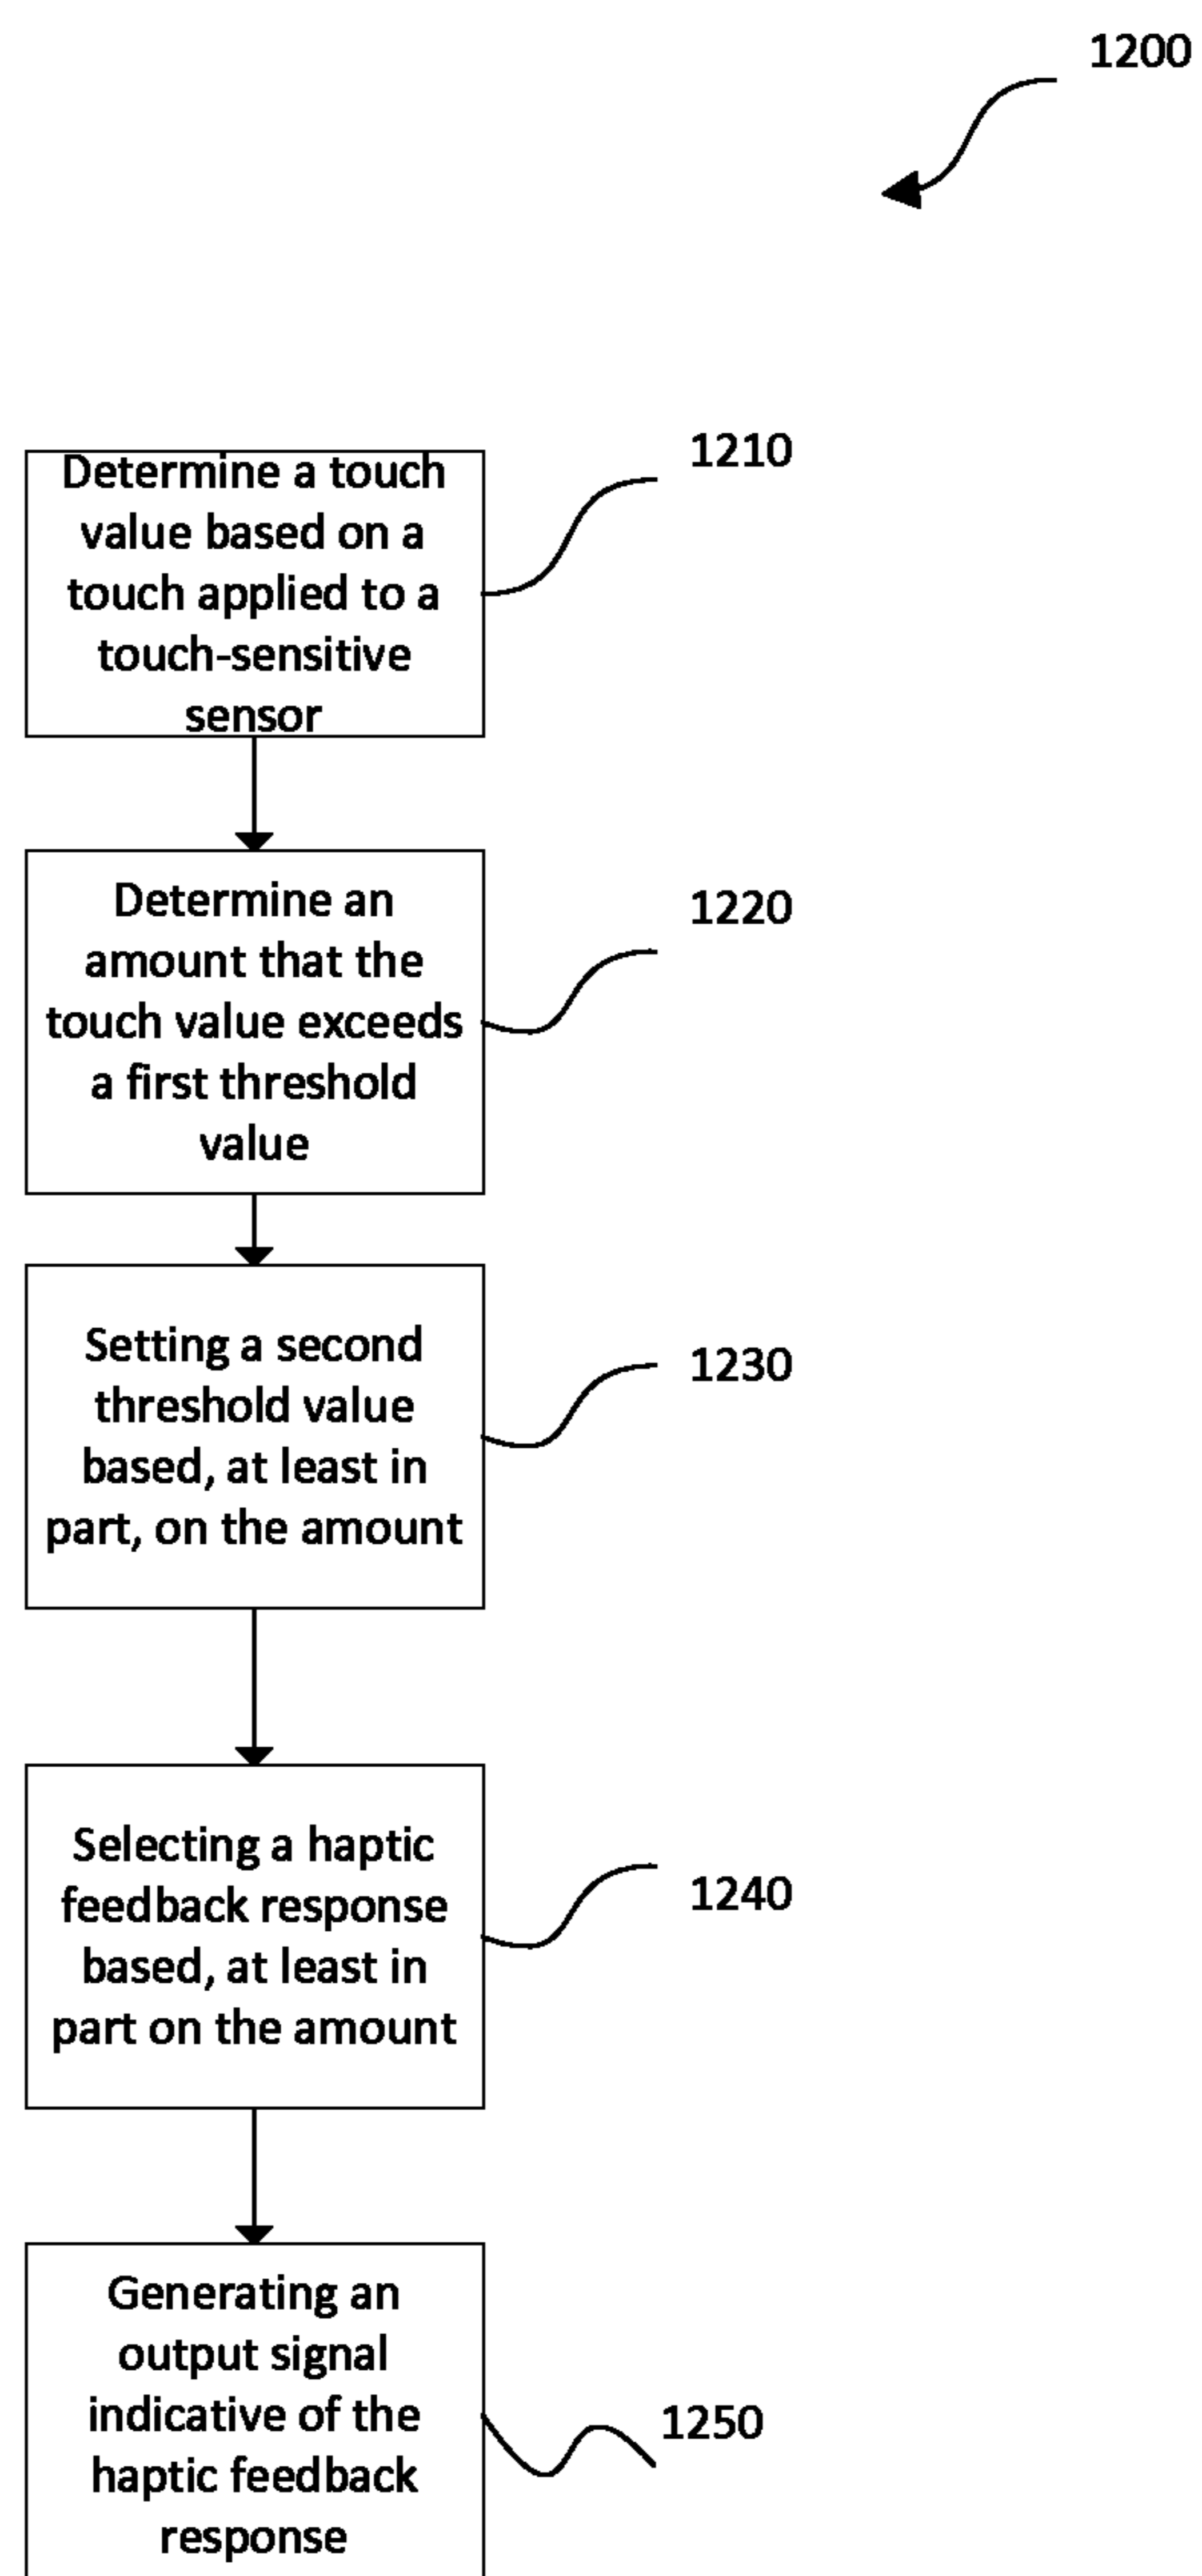 1200
1210
Determine a touch
value based on a
touch applied to a
touch-sensitive
sensor
1220
Determine an
amount that the
touch value exceeds
a first threshold
value
1230
Setting a second
threshold value
based, at least in
part, on the amount
1240
Selecting a haptic
feedback response
based, at least in
part on the amount
1250
Generating an
output signal
indicative of the
haptic feedback
response